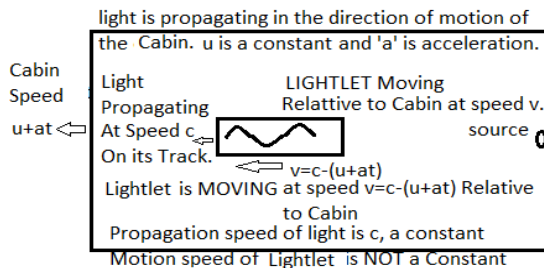 light is propagating in the direction of motion of
the Cabin. u is a constant and 'a' is acceleration.
Cabin
Speed
u+at
Light
Propagating
At Speed c
On its Track.
LIGHTLET Moving
Relattive to Cabin at speed v.
source
v=c-(u+at)
Lightlet is MOVING at speed v=c-(u+at) Relative
to Cabin
Propagation speed of light is c, a constant
Motion speed of Lightlet is NOT a Constant